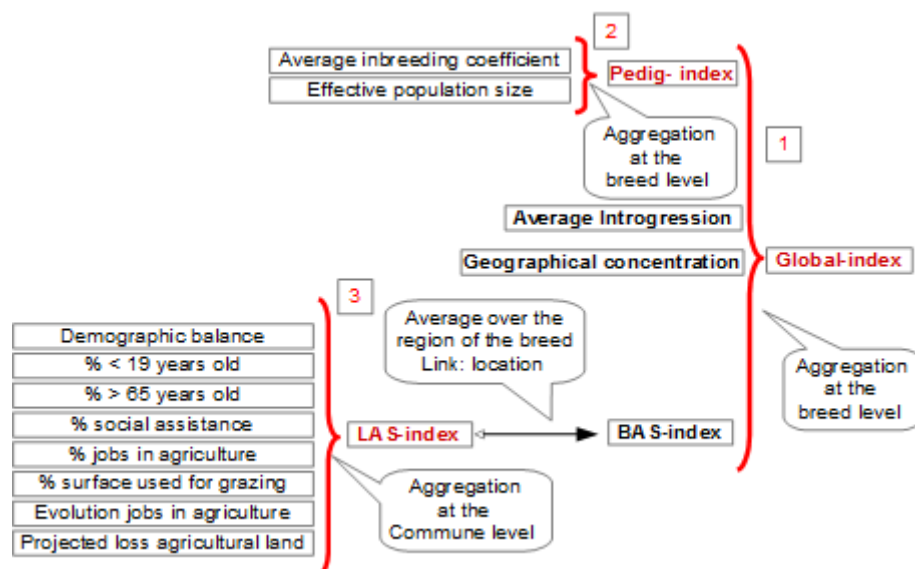 2
Average inbreeding coefficient
Pedig- index
Effective population size
Aggregation
at the
breed level
1
Average Introgression
Geographical concentration
Global-index
3
Demographic balance
% < 19 years old
% > 65 years old
% social assistance
% jobs in agriculture
% surface used for grazing
Evolution jobs in agriculture
Projected loss agricultural land
Average over the
region of the breed
Link: location
LAS-index
BAS-index
Aggregation
at the
Commune level
Aggregation
at the
breed level